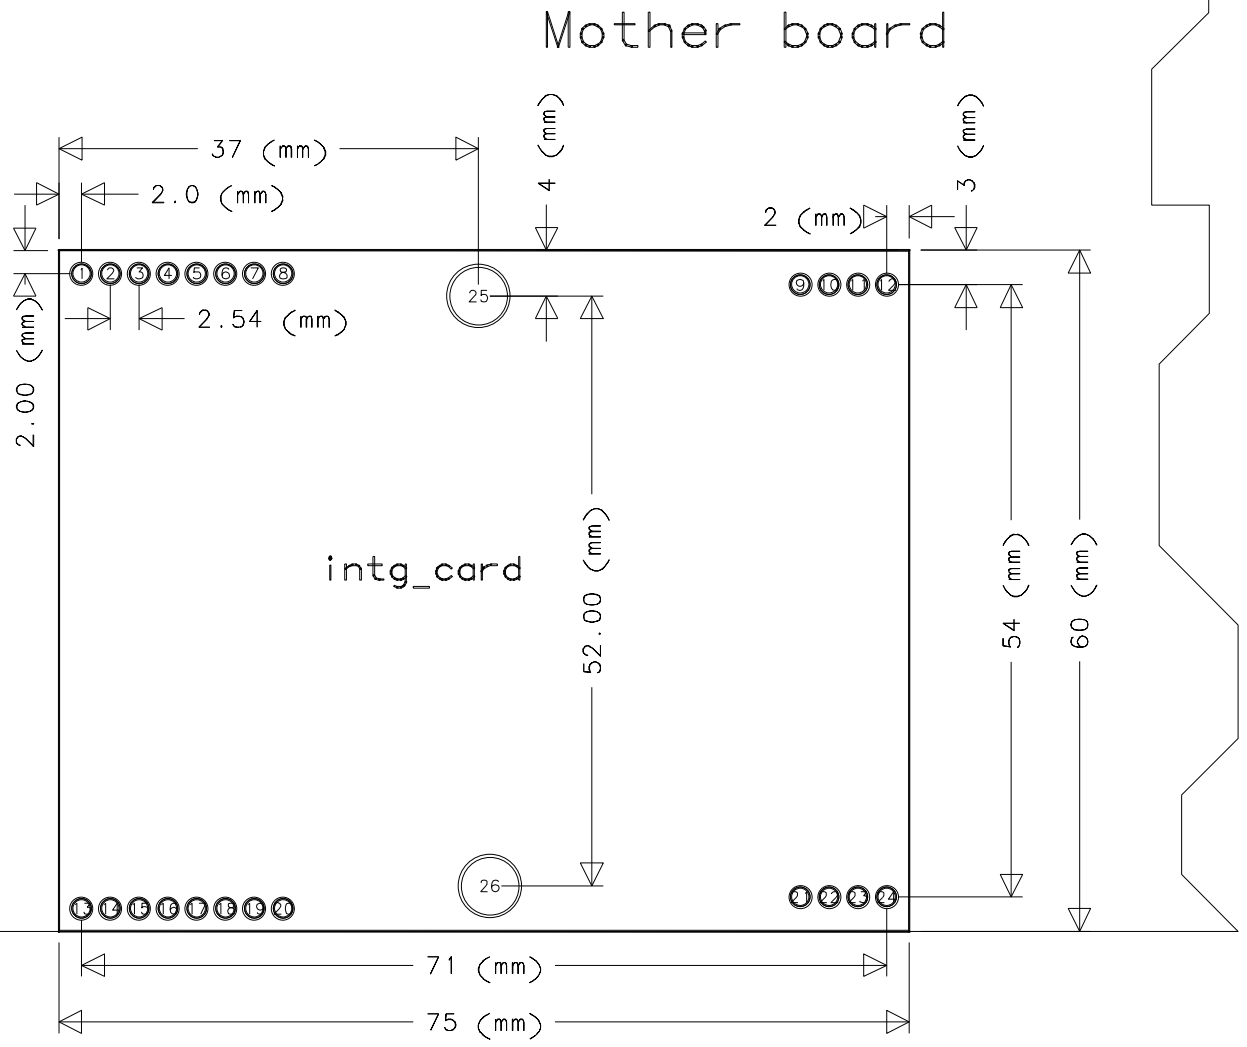 Mother board
37 (mm)
4 (mm)
3 (mm)
2.0 (mm)
2 (mm)
1 2 3 4 5 6 7 8
25
9 10 11 12
2.54 (mm)
2.00 (mm)
intg_card
52.00 (mm)
54 (mm)
60 (mm)
26
13 14 15 16 17 18 19 20
21 22 23 24
71 (mm)
75 (mm)